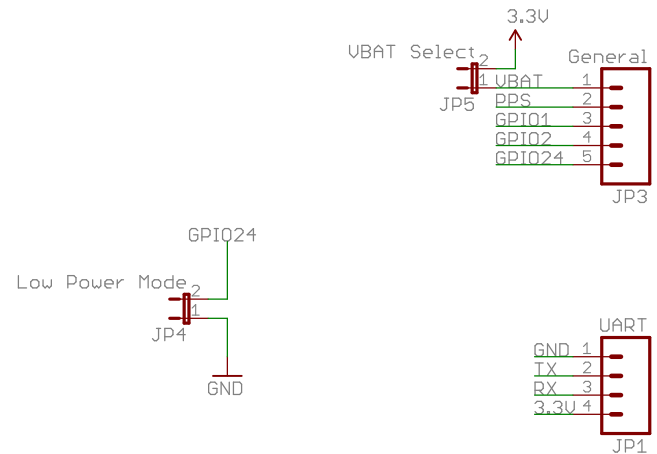 3.3V
VBAT Select
2
1
JP5
General
VBAT 1
PPS 2
GPIO1 3
GPIO2 4
GPIO24 5
JP3
GPIO24
Low Power Mode
2
1
JP4
GND
UART
GND 1
TX 2
RX 3
3.3V 4
JP1